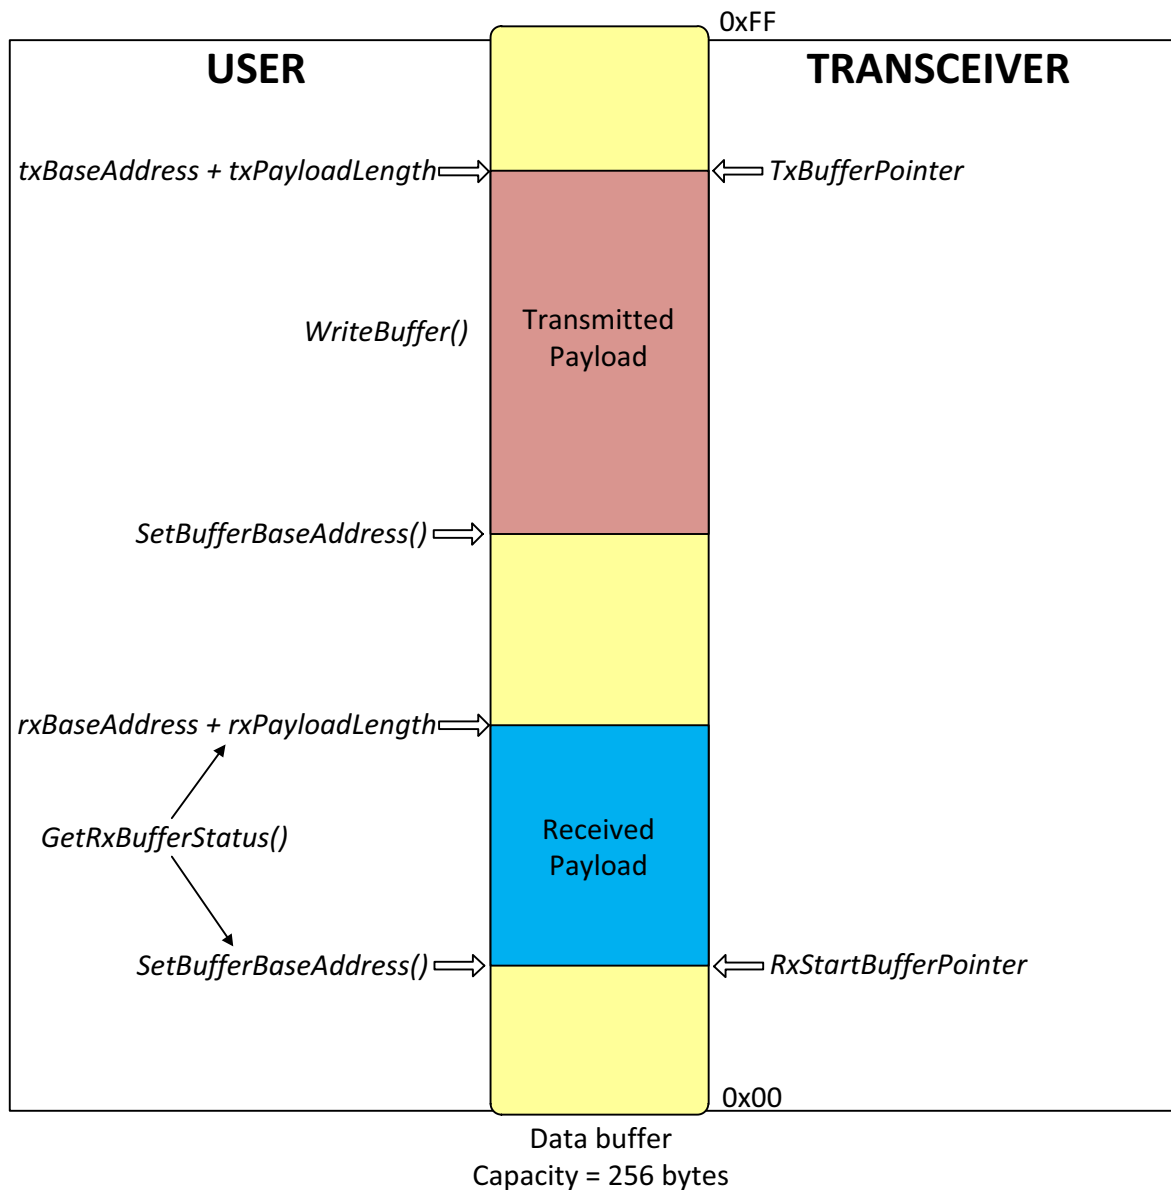 0xFF
USER
TRANSCEIVER
txBaseAddress + txPayloadLength
TxBufferPointer
WriteBuffer()
Transmitted
Payload
SetBufferBaseAddress()
rxBaseAddress + rxPayloadLength
GetRxBufferStatus()
Received
Payload
SetBufferBaseAddress()
RxStartBufferPointer
0x00
Data buffer
Capacity = 256 bytes